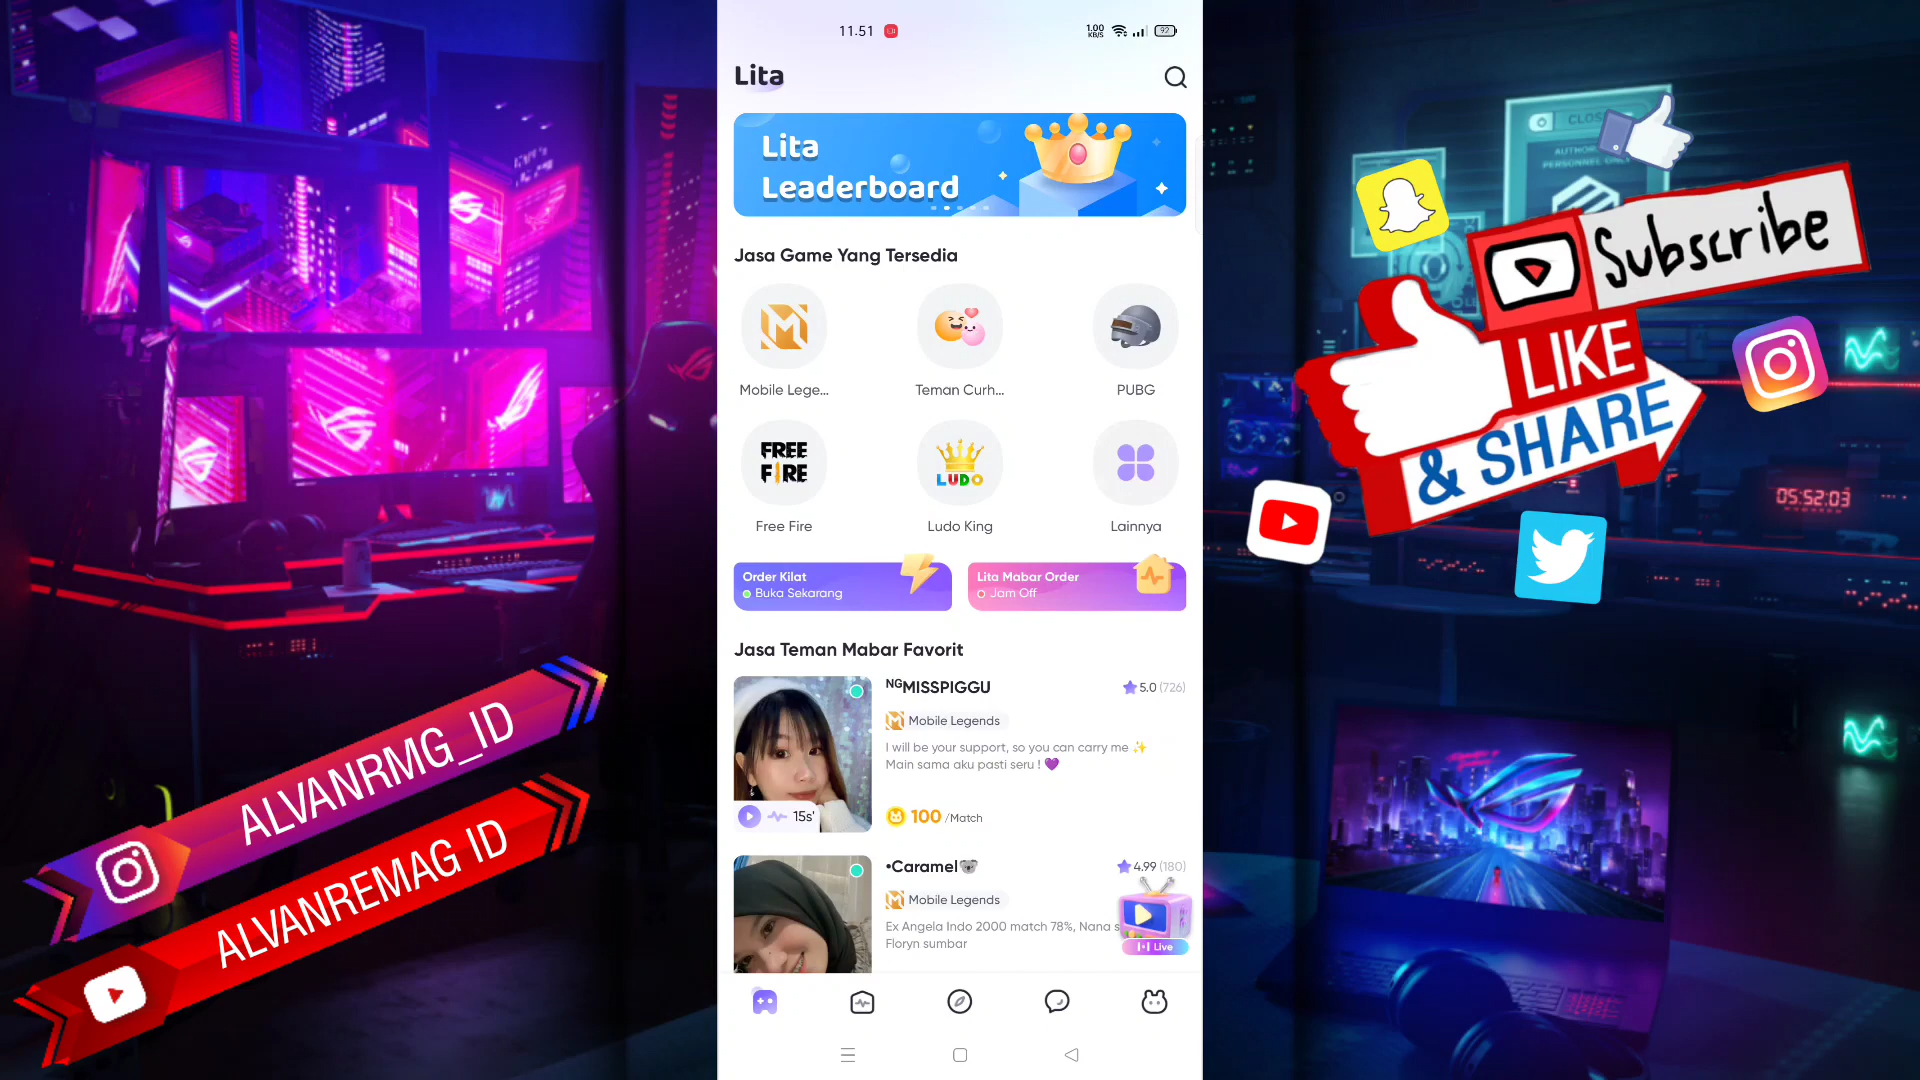 11.51
1.00
KB/S
92
Lita
Lita
Leaderboard
Jasa Game Yang Tersedia
Mobile Lege...
Teman Curh...
PUBG
FREE
FIRE
LUDO
Free Fire
Ludo King
Lainnya
Order Kilat
Buka Sekarang
Lita Mabar Order
Jam Off
Jasa Teman Mabar Favorit
NGMISSPIGGU
5.0 (726)
Mobile Legends
I will be your support, so you can carry me ✨
Main sama aku pasti seru ! 💜
15s'
100 /Match
•Caramel🐨
4.99 (180)
Mobile Legends
Ex Angela Indo 2000 match 78%, Nana s
Floryn sumbar
Live
ALVANRMG_ID
ALVANREMAG ID
Subscribe
LIKE
& SHARE
05:52:03